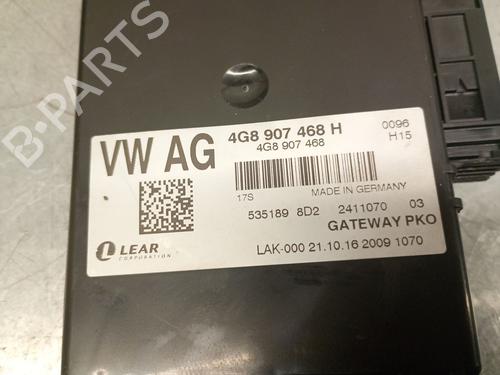 B-PARTS
VW AG
4G8 907 468 H
4G8 907 468
0096
H15
17S
MADE IN GERMANY
535189 8D2 2411070 03
GATEWAY PKO
LEAR
CORPORATION
LAK-000 21.10.16 2009 1070